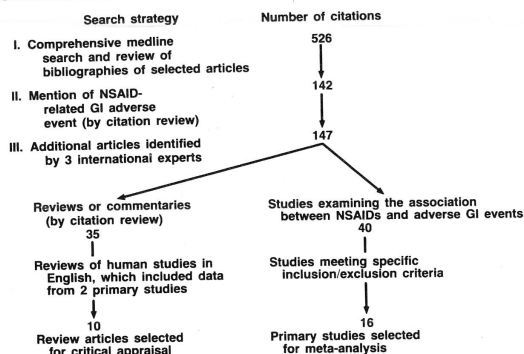 Search strategy
Number of citations
I. Comprehensive medline
search and review of
bibliographies of selected articles
526
II. Mention of NSAID-
related GI adverse
event (by citation review)
142
III. Additional articles identified
by 3 international experts
147
Reviews or commentaries
(by citation review)
35
Reviews of human studies in
English, which included data
from 2 primary studies
10
Review articles selected
for critical appraisal
Studies examining the association
between NSAIDs and adverse GI events
40
Studies meeting specific
inclusion/exclusion criteria
16
Primary studies selected
for meta-analysis